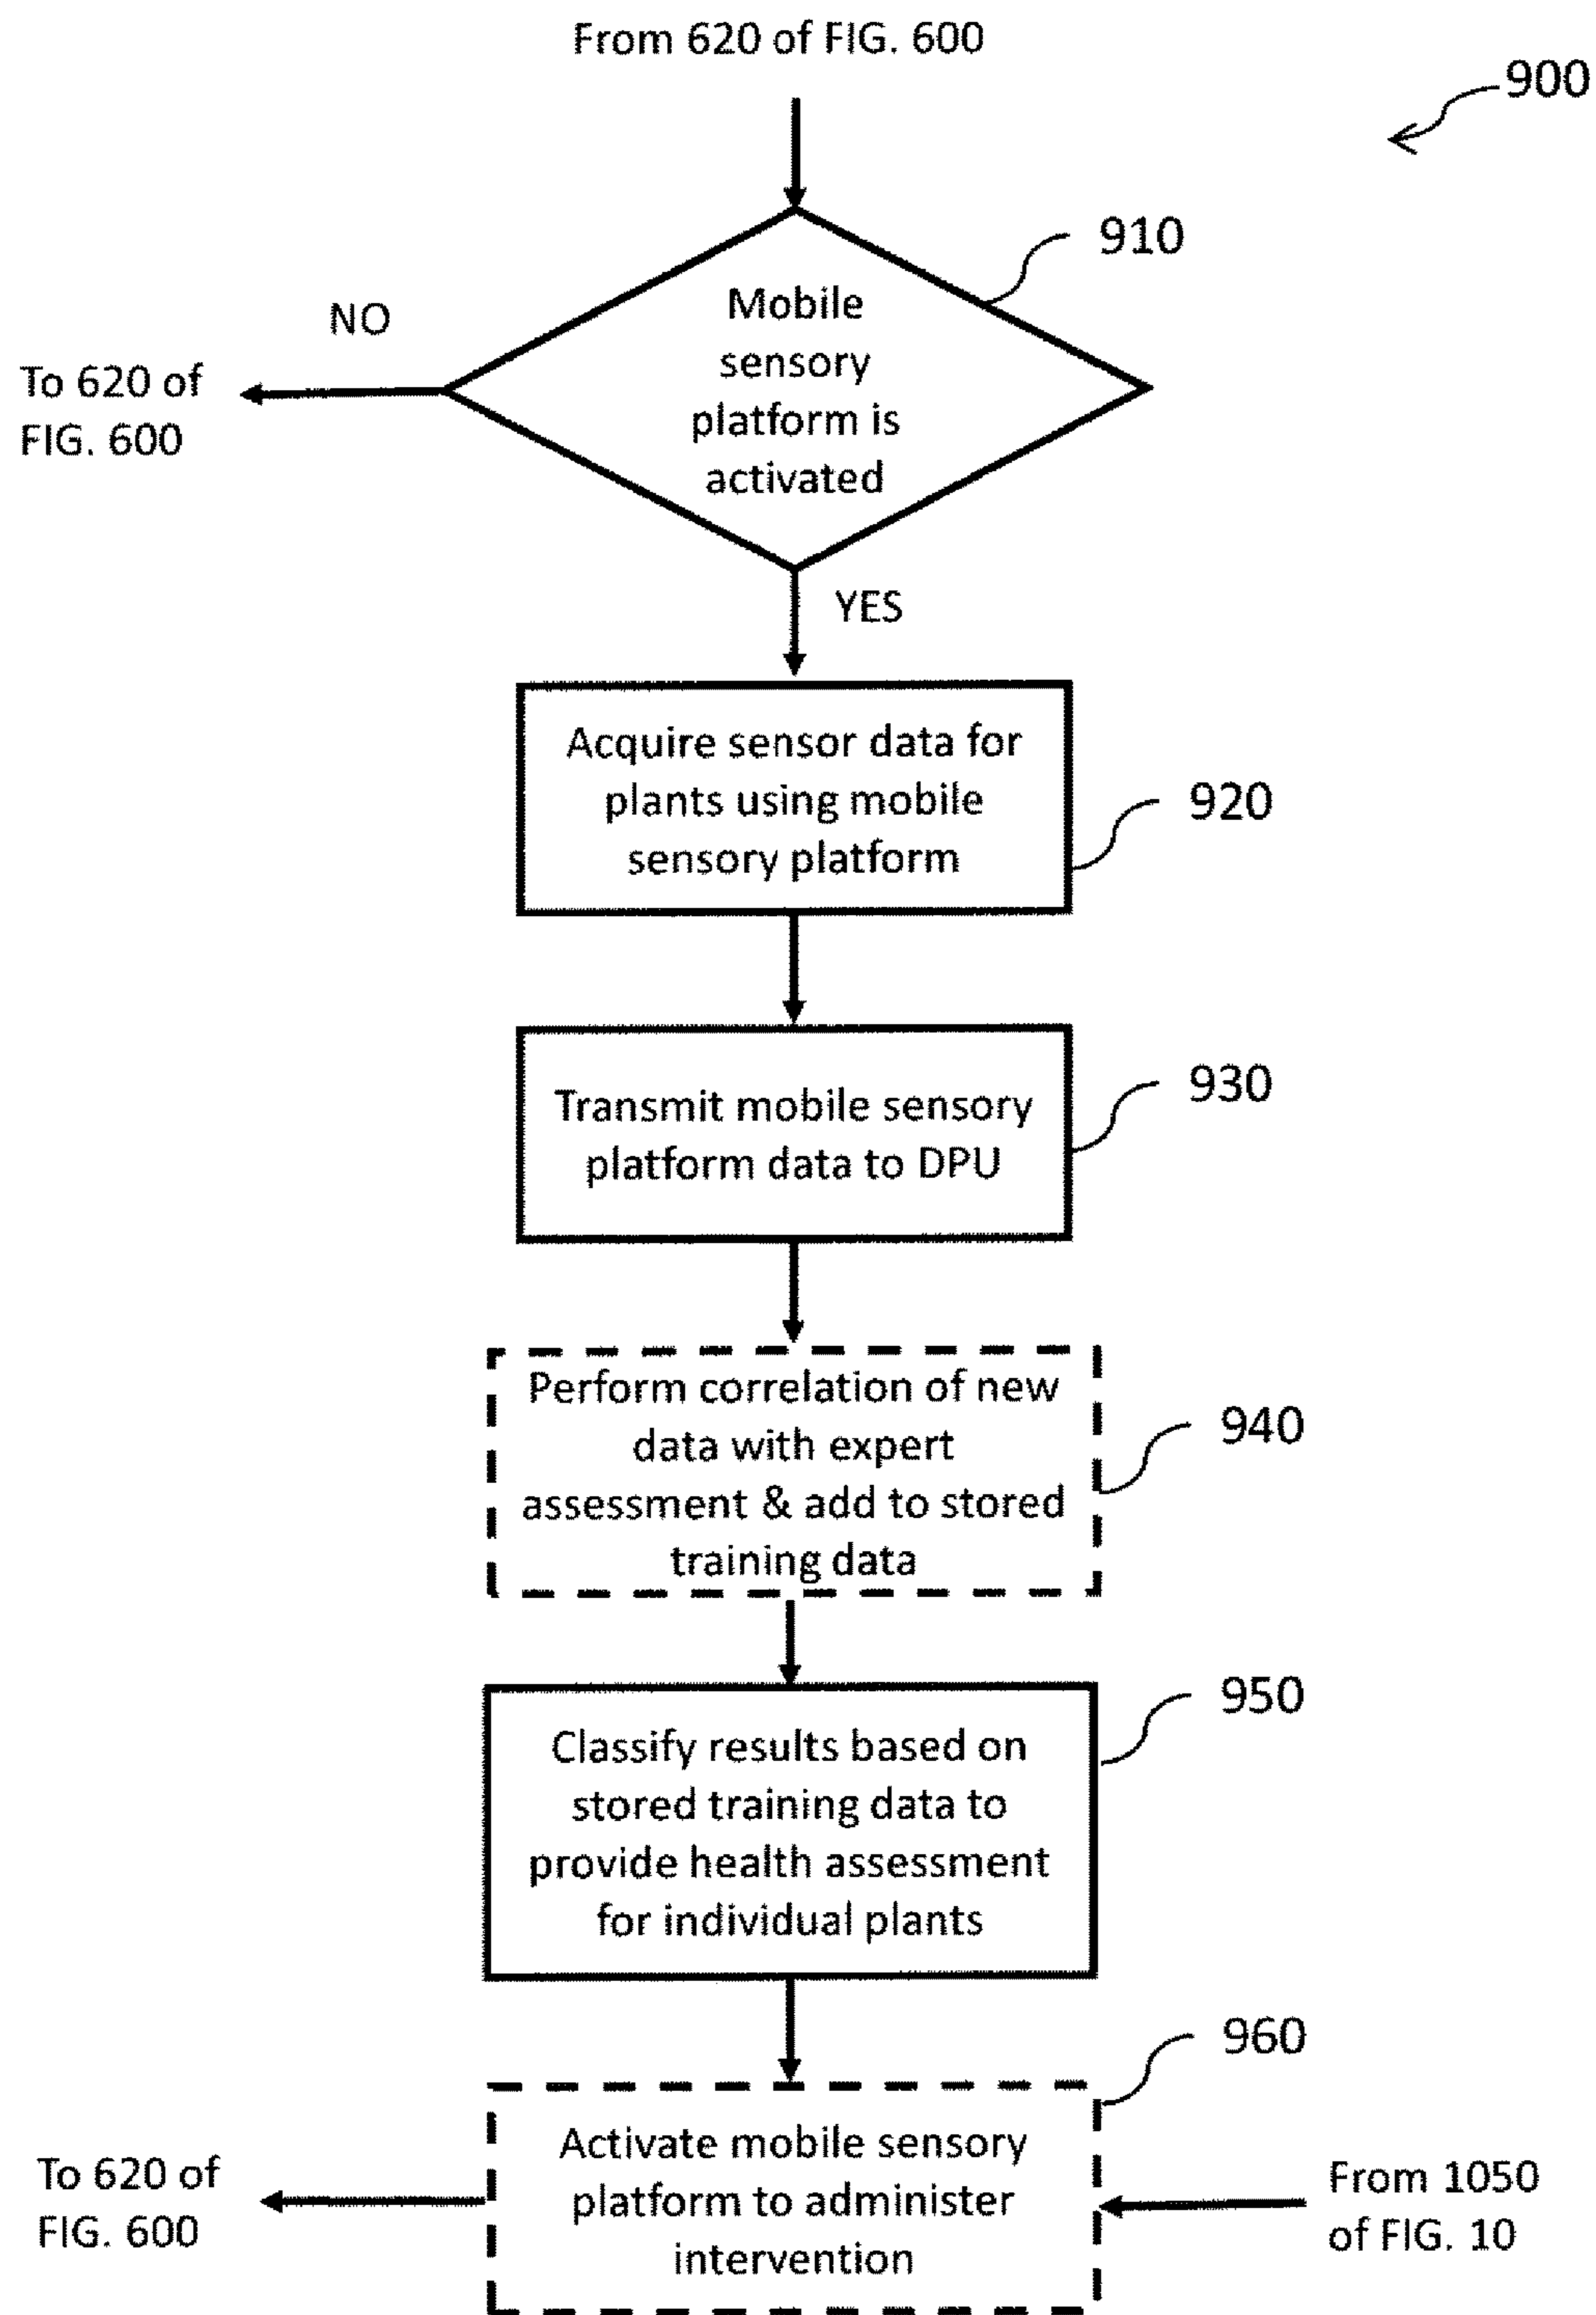 From 620 of FIG. 600
900
910
Mobile
sensory
platform is
activated
NO
To 620 of
FIG. 600
YES
Acquire sensor data for
plants using mobile
sensory platform
920
Transmit mobile sensory
platform data to DPU
930
Perform correlation of new
data with expert
assessment & add to stored
training data
940
Classify results based on
stored training data to
provide health assessment
for individual plants
950
960
Activate mobile sensory
platform to administer
intervention
To 620 of
FIG. 600
From 1050
of FIG. 10